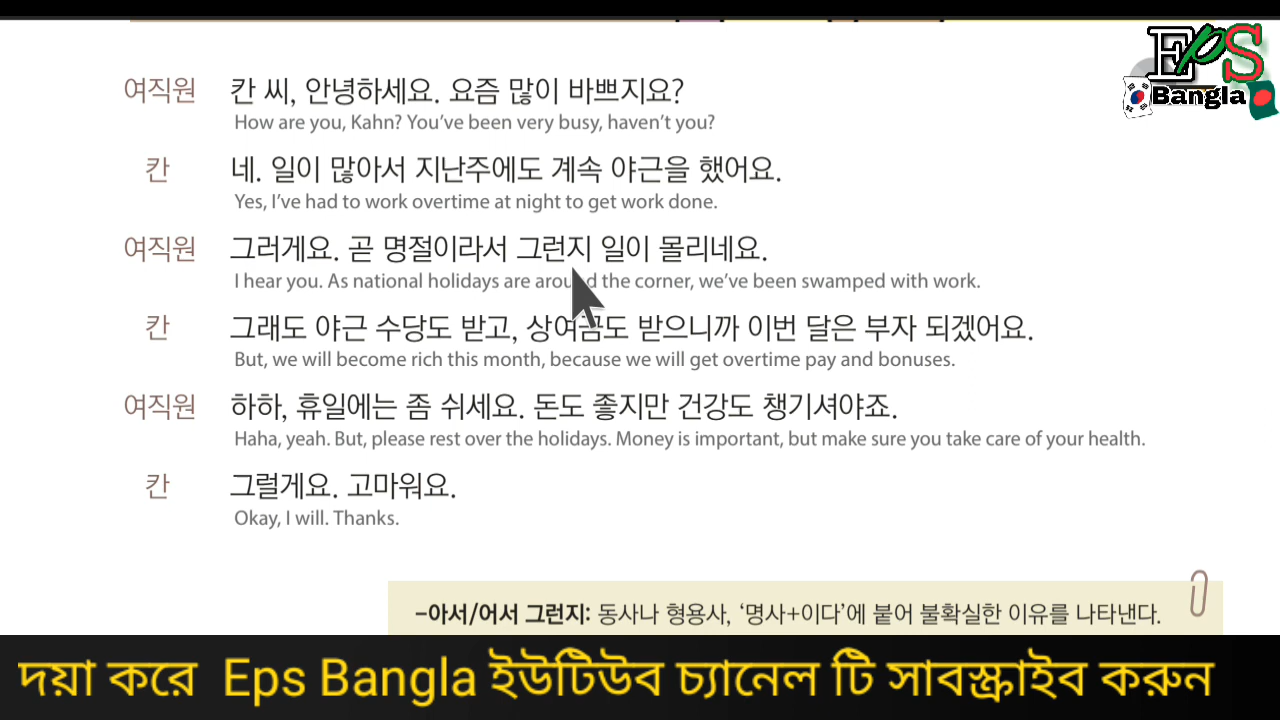 EPS
Bangla
여직원 칸 씨, 안녕하세요. 요즘 많이 바쁘지요?
How are you, Kahn? You've been very busy, haven't you?
칸 네. 일이 많아서 지난주에도 계속 야근을 했어요.
Yes, I've had to work overtime at night to get work done.
여직원 그러게요. 곧 명절이라서 그런지 일이 몰리네요.
I hear you. As national holidays are around the corner, we've been swamped with work.
칸 그래도 야근 수당도 받고, 상여금도 받으니까 이번 달은 부자 되겠어요.
But, we will become rich this month, because we will get overtime pay and bonuses.
여직원 하하, 휴일에는 좀 쉬세요. 돈도 좋지만 건강도 챙기셔야죠.
Haha, yeah. But, please rest over the holidays. Money is important, but make sure you take care of your health.
칸 그럴게요. 고마워요.
Okay, I will. Thanks.
–아서/어서 그런지: 동사나 형용사, ‘명사+이다’에 붙어 불확실한 이유를 나타낸다.
দয়া করে Eps Bangla ইউটিউব চ্যানেল টি সাবস্ক্রাইব করুন